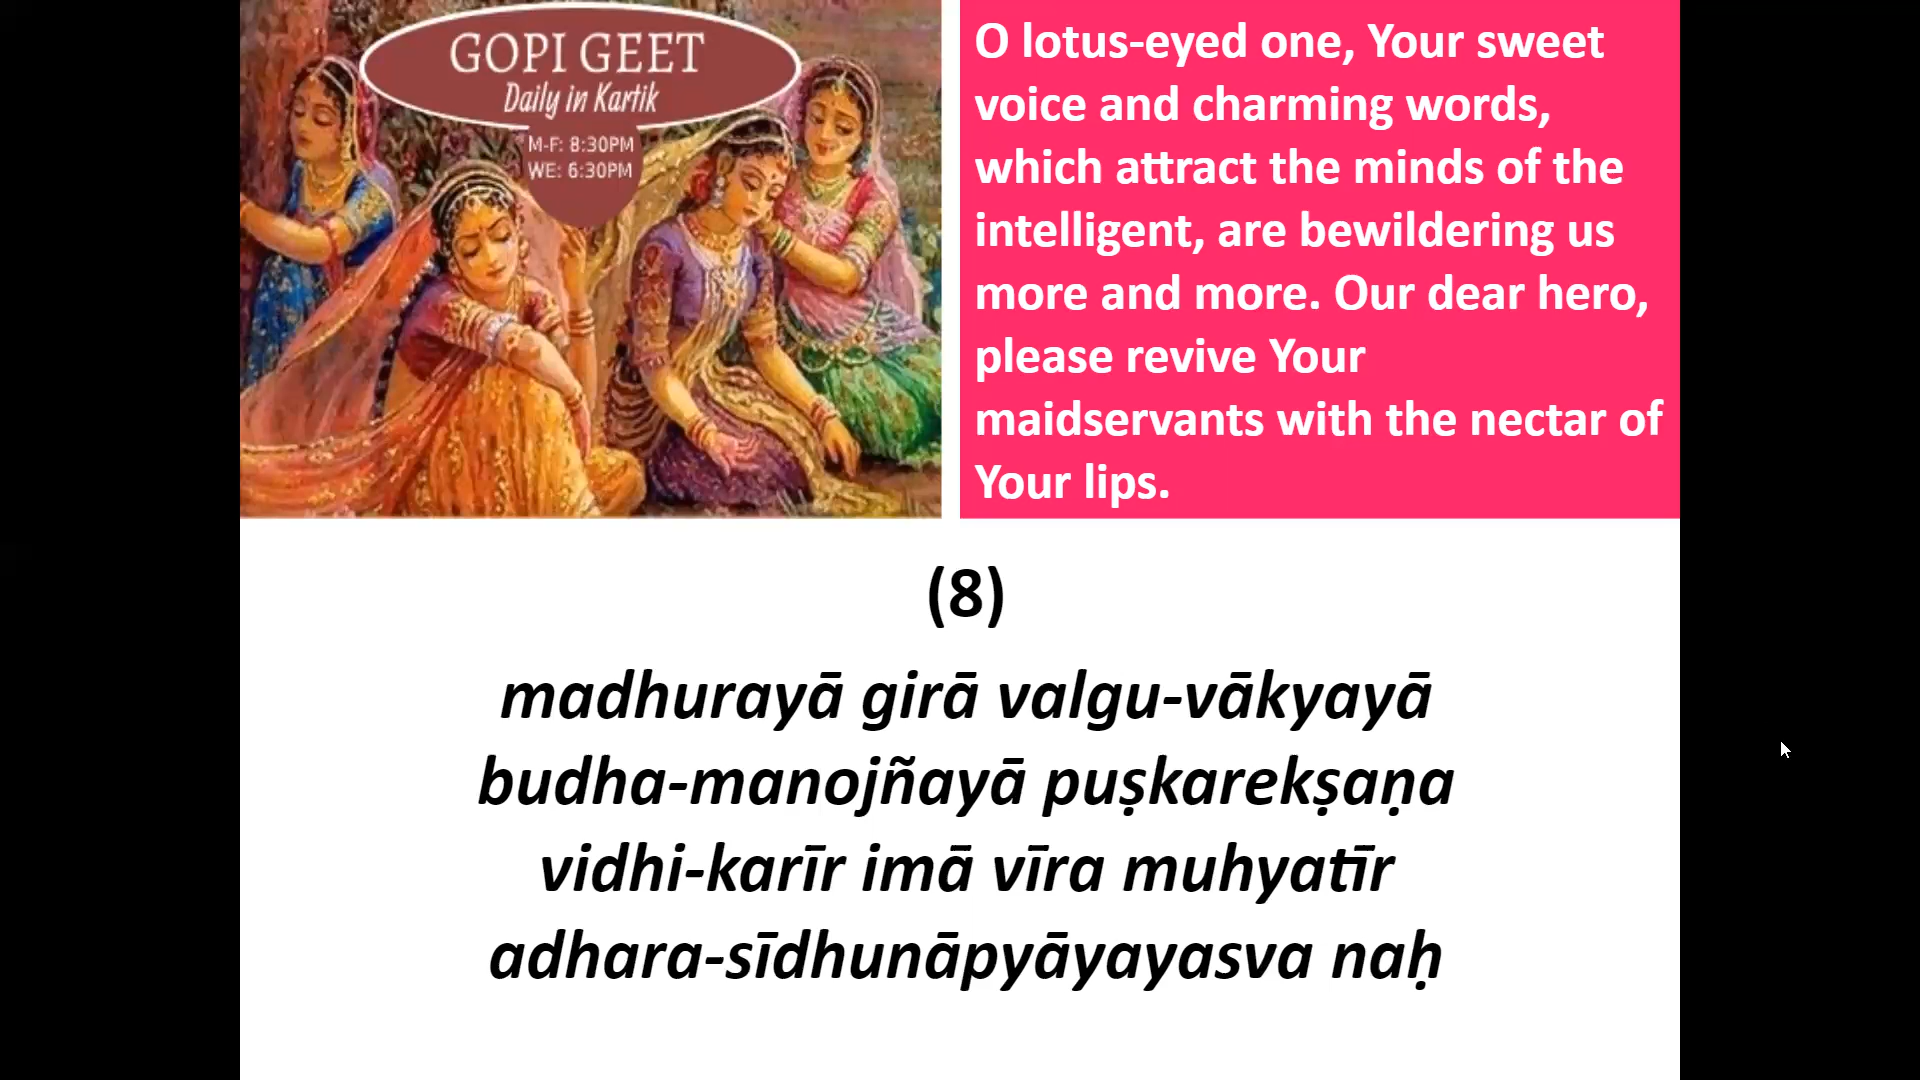 GOPI GEET
Daily in Kartik
M-F: 8:30PM
WE: 6:30PM
O lotus-eyed one, Your sweet
voice and charming words,
which attract the minds of the
intelligent, are bewildering us
more and more. Our dear hero,
please revive Your
maidservants with the nectar of
Your lips.
(8)
madhurayā girā valgu-vākyayā
budha-manojñayā puṣkarekṣaṇa
vidhi-karīr imā vīra muhyatīr
adhara-sīdhunāpyāyayasva naḥ